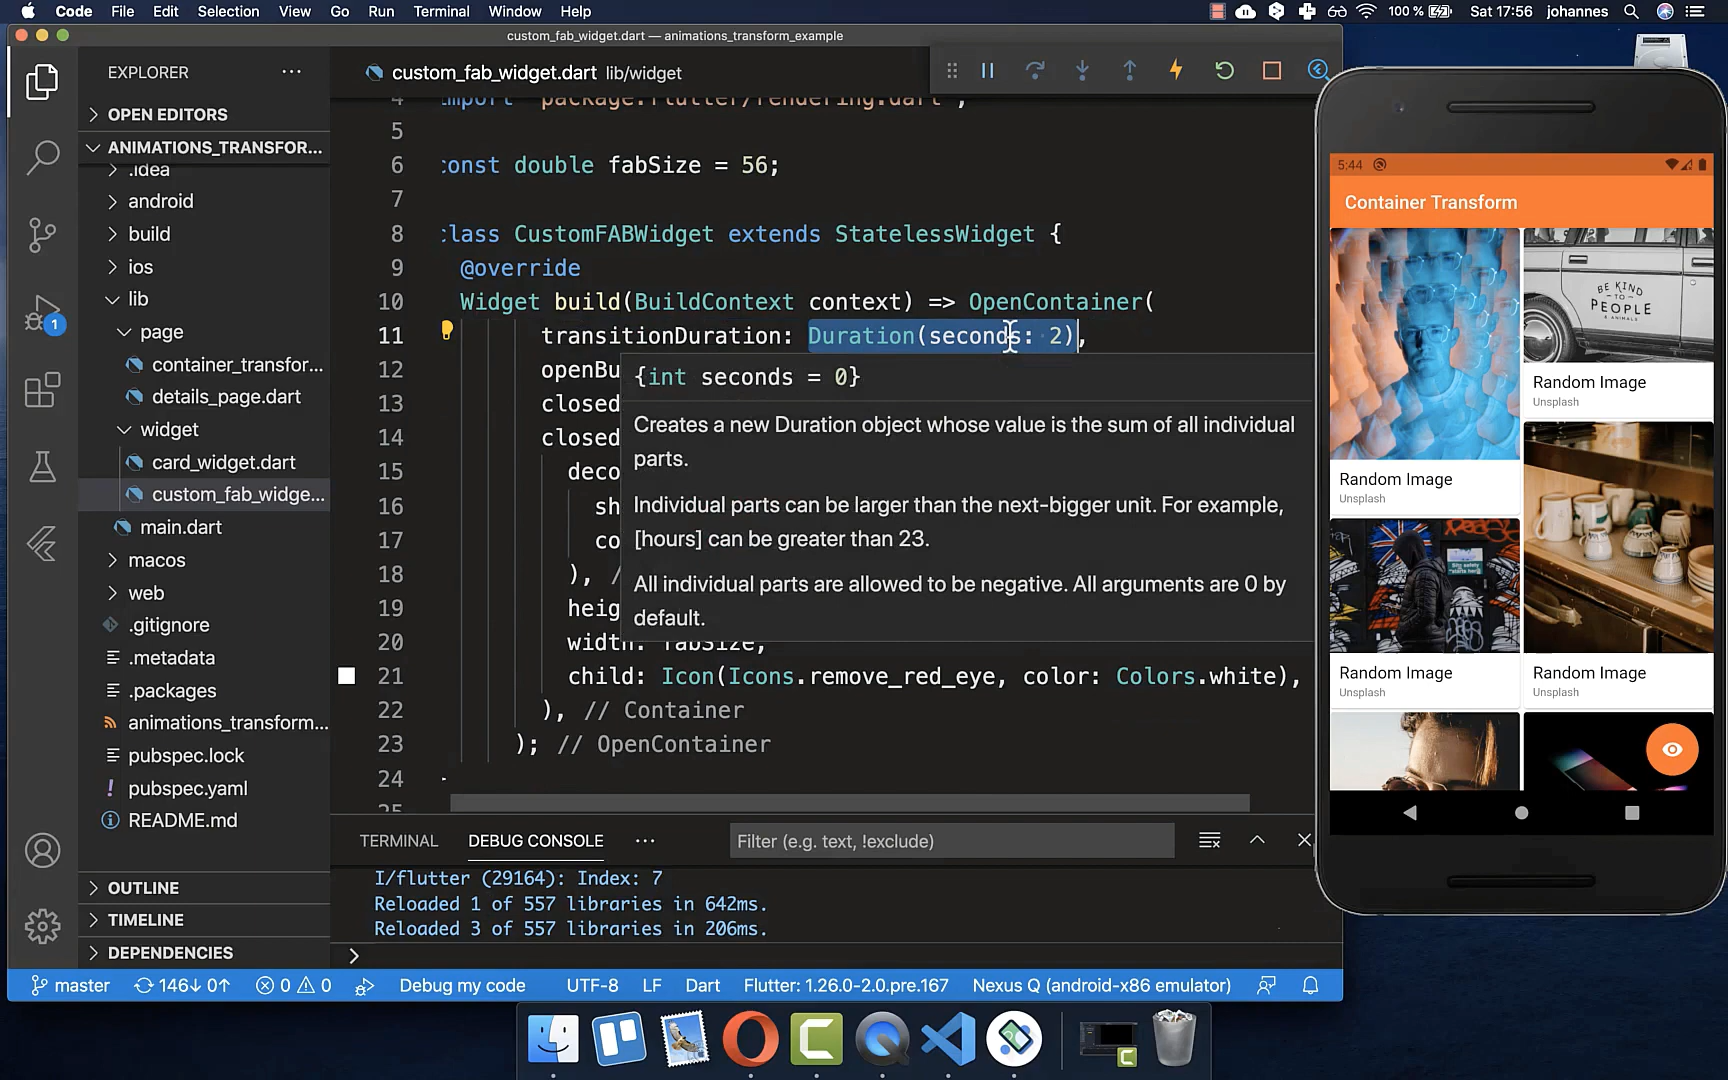 Code File Edit Selection View Go Run Terminal Window Help 100 % Sat 17:56 johannes
custom_fab_widget.dart — animations_transform_example
EXPLORER
OPEN EDITORS
ANIMATIONS_TRANSFOR...
.idea
android
build
ios
lib
page
container_transfor...
details_page.dart
widget
card_widget.dart
custom_fab_widge...
main.dart
macos
web
.gitignore
.metadata
.packages
animations_transform...
pubspec.lock
pubspec.yaml
README.md
OUTLINE
TIMELINE
DEPENDENCIES
1
custom_fab_widget.dart lib/widget
4 import 'package:flutter/rendering.dart';
5
6 const double fabSize = 56;
7
8 class CustomFABWidget extends StatelessWidget {
9 @override
10 Widget build(BuildContext context) => OpenContainer(
11 transitionDuration: Duration(seconds: 2),
12 openBu
13 closed
14 closed
15 deco
16 sh
17 co
18 ), /
19 heig
20 width: fabSize,
21 child: Icon(Icons.remove_red_eye, color: Colors.white),
22 ), // Container
23 ); // OpenContainer
24
25
{int seconds = 0}
Creates a new Duration object whose value is the sum of all individual
parts.
Individual parts can be larger than the next-bigger unit. For example,
[hours] can be greater than 23.
All individual parts are allowed to be negative. All arguments are 0 by
default.
TERMINAL DEBUG CONSOLE ··· Filter (e.g. text, !exclude)
I/flutter (29164): Index: 7
Reloaded 1 of 557 libraries in 642ms.
Reloaded 3 of 557 libraries in 206ms.
master 146↓ 0↑ 0 0 Debug my code UTF-8 LF Dart Flutter: 1.26.0-2.0.pre.167 Nexus Q (android-x86 emulator)
5:44
Container Transform
BE KIND
TO
PEOPLE
& ANIMALS
Random Image
Unsplash
Random Image
Unsplash
Random Image
Unsplash
Random Image
Unsplash